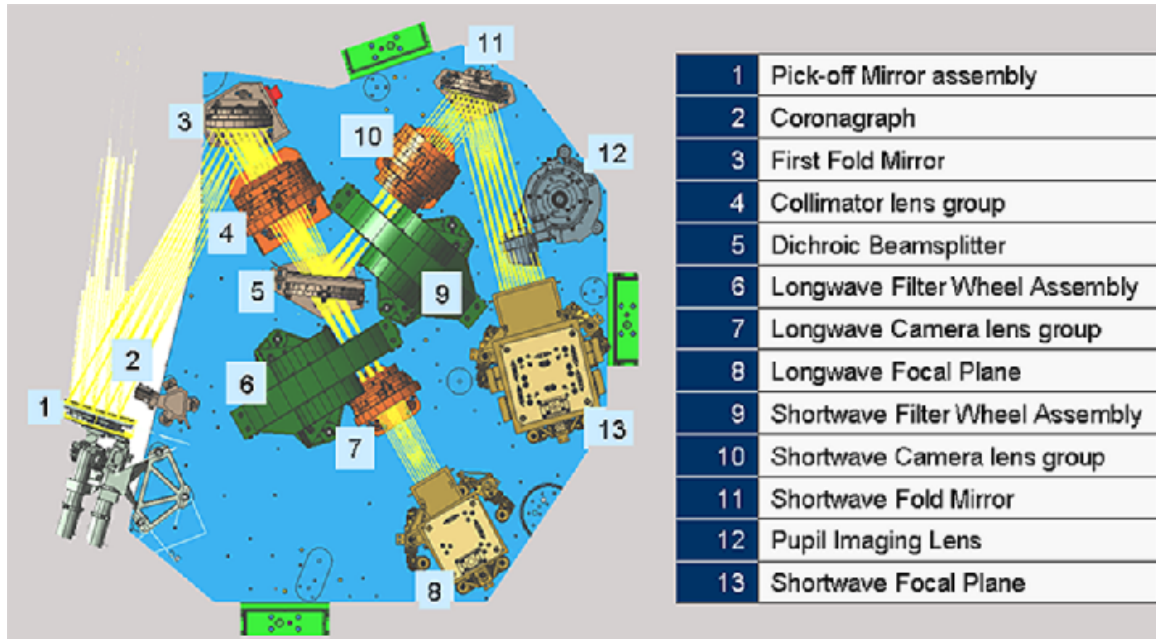 11
3
10
12
4
5
9
2
6
1
7
13
8
1 Pick-off Mirror assembly
2 Coronagraph
3 First Fold Mirror
4 Collimator lens group
5 Dichroic Beamsplitter
6 Longwave Filter Wheel Assembly
7 Longwave Camera lens group
8 Longwave Focal Plane
9 Shortwave Filter Wheel Assembly
10 Shortwave Camera lens group
11 Shortwave Fold Mirror
12 Pupil Imaging Lens
13 Shortwave Focal Plane